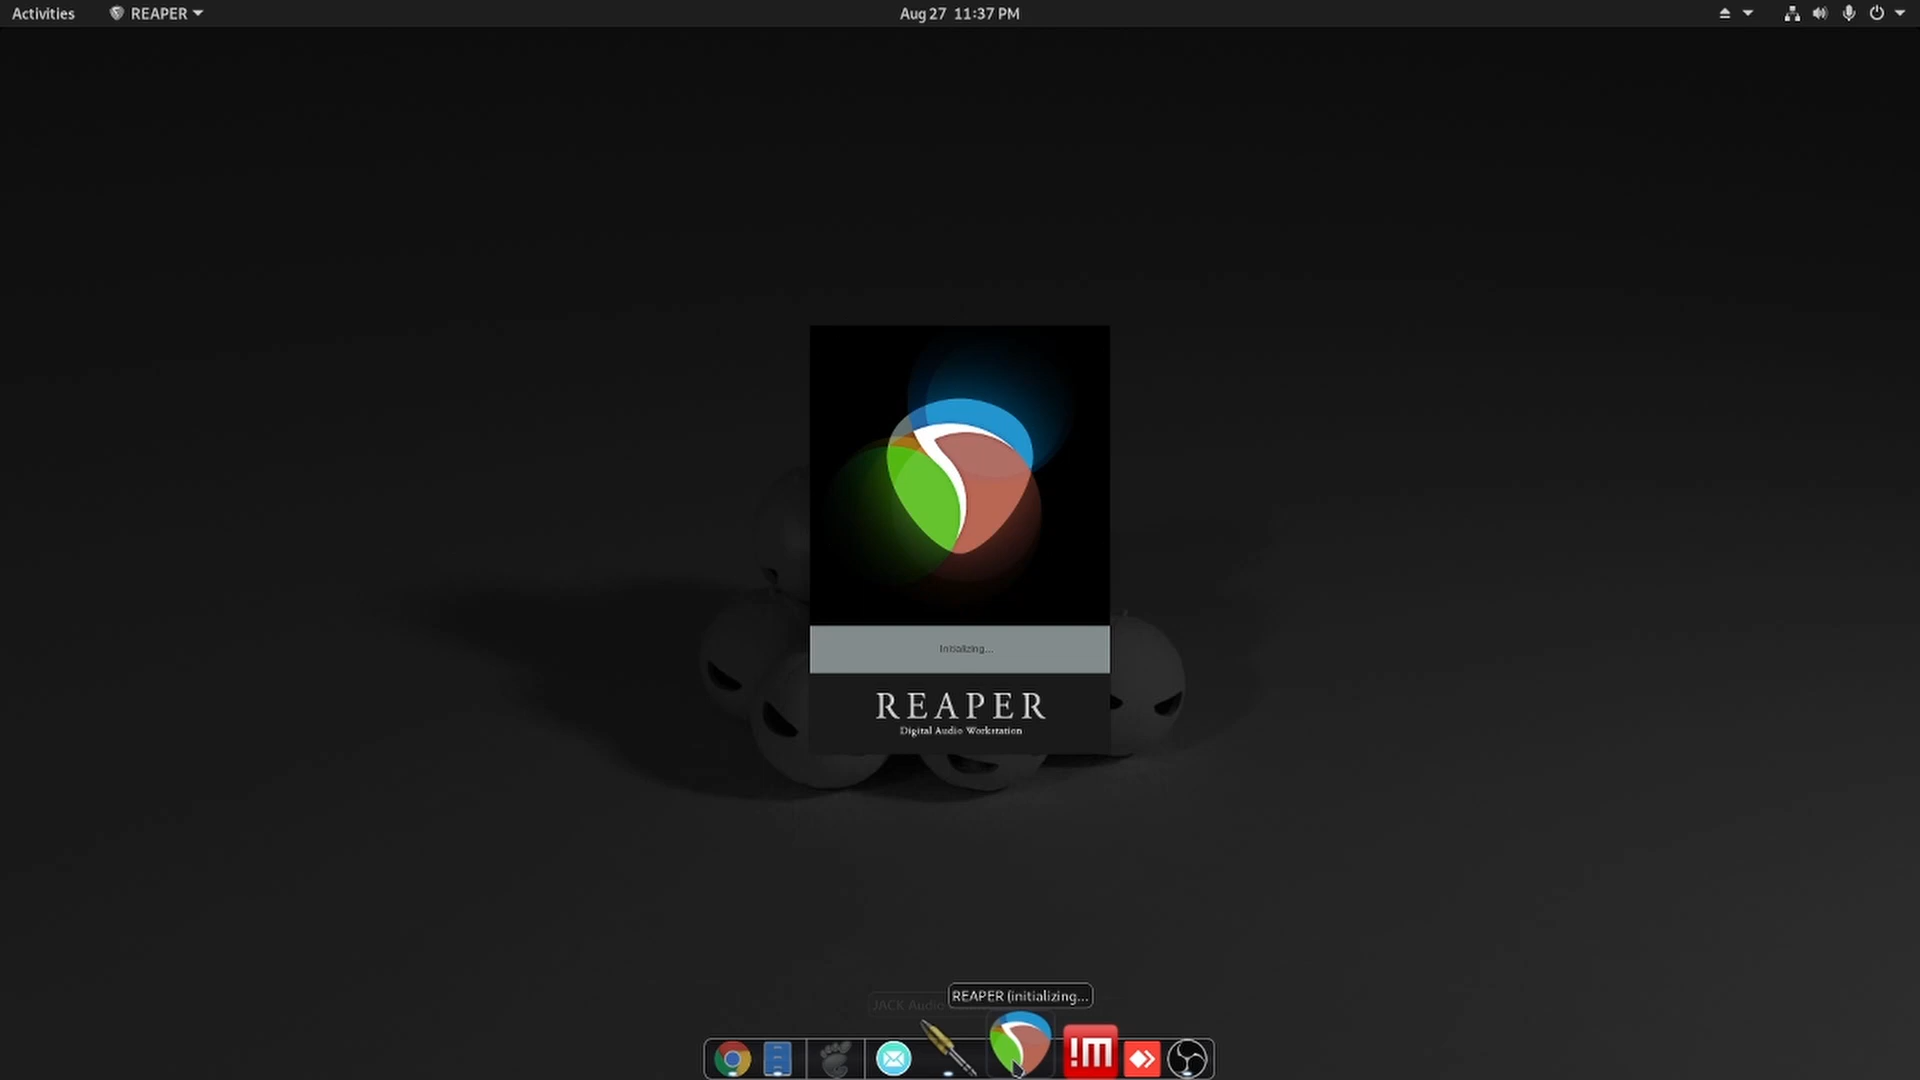 Activities
REAPER
Aug 27 11:37 PM
Initializing...
REAPER
Digital Audio Workstation
REAPER (initializing...
JACK Audio
!M